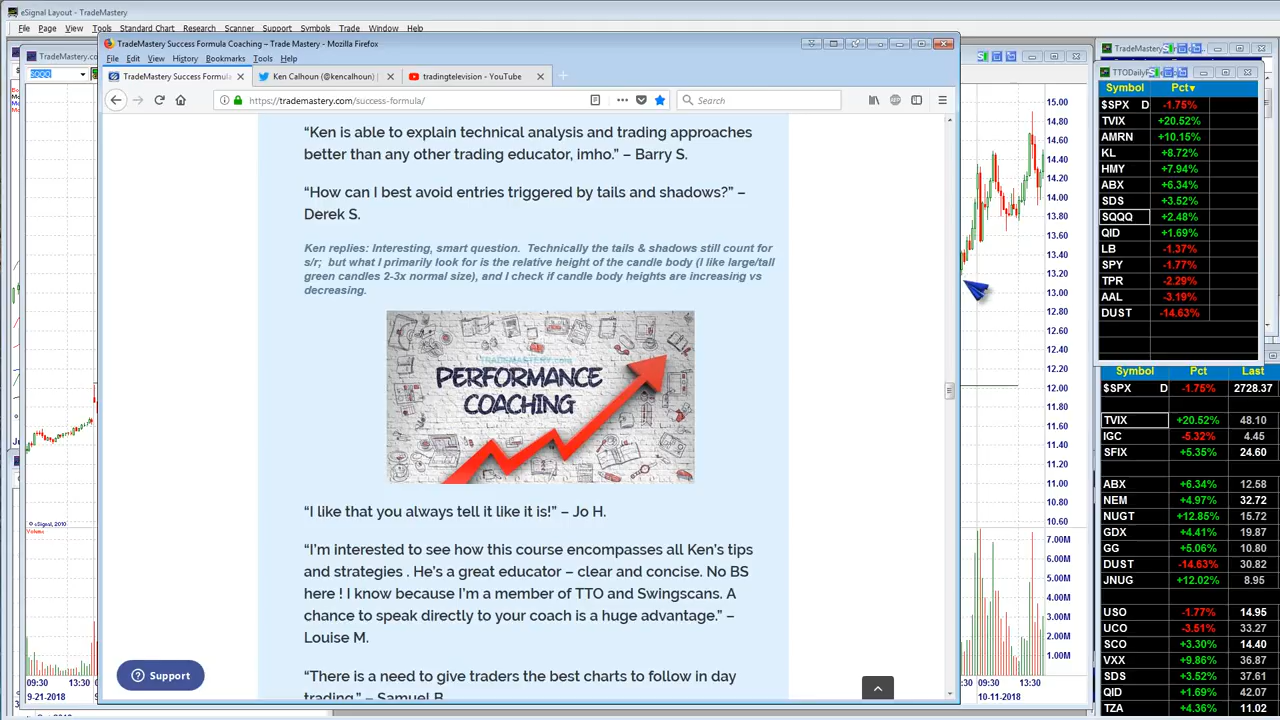 eSignal Layout - TradeMastery
File Page View Tools Standard Chart Research Scanner Support Symbols Trade Window Help
TradeMastery Success Formula Coaching – Trade Mastery - Mozilla Firefox
File Edit View History Bookmarks Tools Help
TradeMastery Success Formula
Ken Calhoun (@kencalhoun)
tradingtelevision - YouTube
https://trademastery.com/success-formula/
Search
“Ken is able to explain technical analysis and trading approaches
better than any other trading educator, imho.” – Barry S.
“How can I best avoid entries triggered by tails and shadows?” –
Derek S.
Ken replies: Interesting, smart question. Technically the tails & shadows still count for
s/r; but what I primarily look for is the relative height of the candle body (I like large/tall
green candles 2-3x normal size) and I check if candle body heights are increasing vs
decreasing.
TRADEMASTERY.com
PERFORMANCE
COACHING
“I like that you always tell it like it is!” – Jo H.
“I’m interested to see how this course encompasses all Ken’s tips
and strategies . He’s a great educator – clear and concise. No BS
here ! I know because I’m a member of TTO and Swingscans. A
chance to speak directly to your coach is a huge advantage.” –
Louise M.
“There is a need to give traders the best charts to follow in day
trading.” – Samuel B.
Support
TradeMastery
SQQQ
© eSignal, 2010
Volume
09:30 13:30
9-21-2018
15.00
14.80
14.60
14.40
14.20
14.00
13.80
13.60
13.40
13.20
13.00
12.80
12.60
12.40
12.20
12.00
11.80
11.60
11.40
11.20
11.00
10.80
10.60
7.00M
6.00M
5.00M
4.00M
3.00M
2.00M
1.00M
09:30 13:30
10-11-2018
TradeMastery
TTODailyF
Symbol Pct▾
$SPX D -1.75%
TVIX +20.52%
AMRN +10.15%
KL +8.72%
HMY +7.94%
ABX +6.34%
SDS +3.52%
SQQQ +2.48%
QID +1.69%
LB -1.37%
SPY -1.77%
TPR -2.29%
AAL -3.19%
DUST -14.63%
Symbol Pct Last
$SPX D -1.75% 2728.37
TVIX +20.52% 48.10
IGC -5.32% 4.45
SFIX +5.35% 24.60
ABX +6.34% 12.58
NEM +4.97% 32.72
NUGT +12.85% 15.72
GDX +4.41% 19.87
GG +5.06% 10.80
DUST -14.63% 30.82
JNUG +12.02% 8.95
USO -1.77% 14.95
UCO -3.51% 33.27
SCO +3.30% 14.40
VXX +9.86% 36.87
SDS +3.52% 37.61
QID +1.69% 42.07
TZA +4.36% 11.02